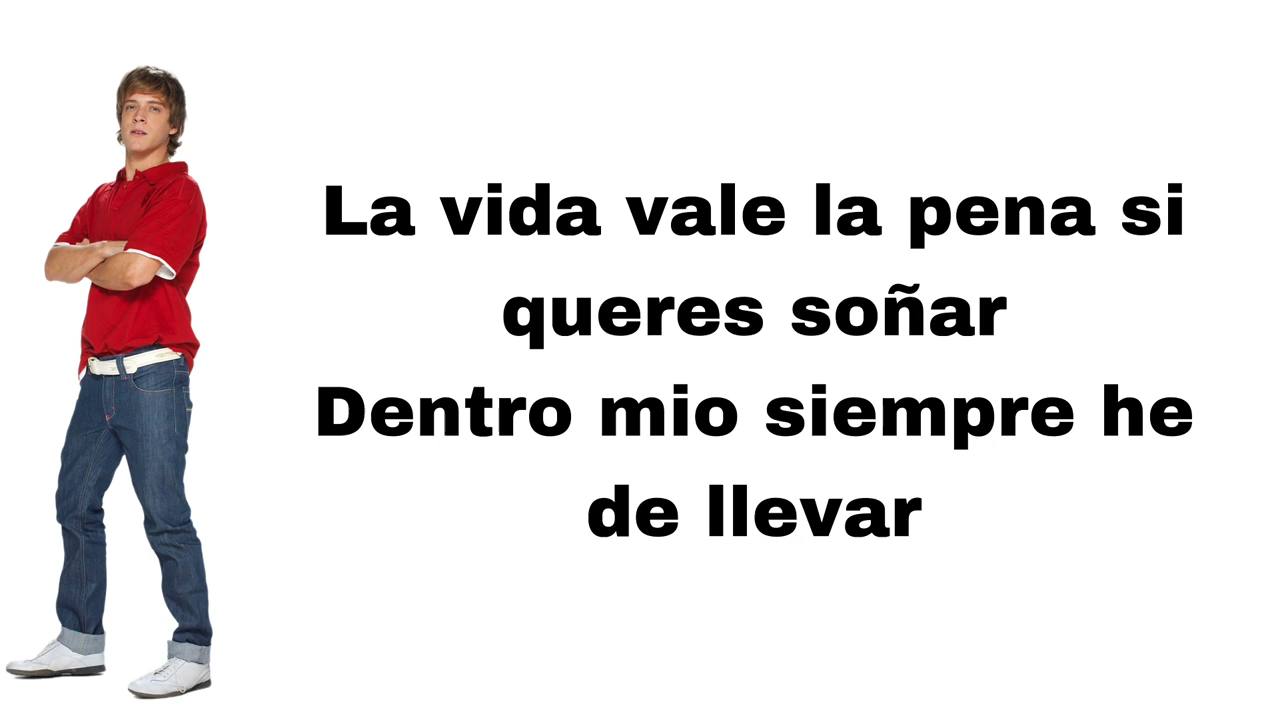 La vida vale la pena si
queres soñar
Dentro mio siempre he
de llevar